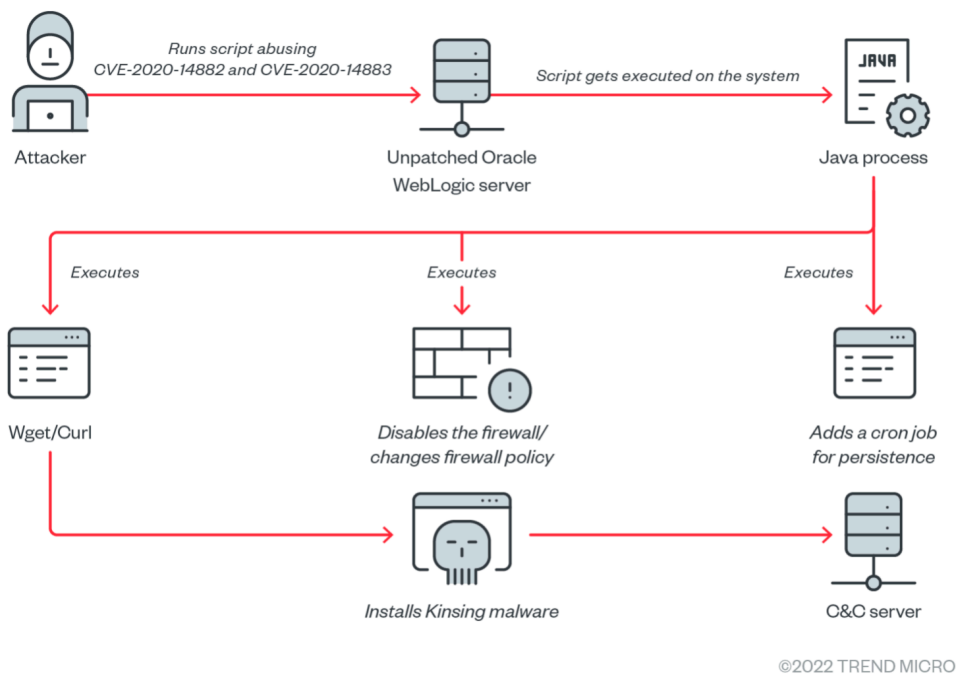 Runs script abusing
CVE-2020-14882 and CVE-2020-14883
Script gets executed on the system
JAVA
Attacker
Unpatched Oracle
WebLogic server
Java process
Executes
Executes
Executes
Wget/Curl
Disables the firewall/
changes firewall policy
Adds a cron job
for persistence
Installs Kinsing malware
C&C server
©2022 TREND MICRO